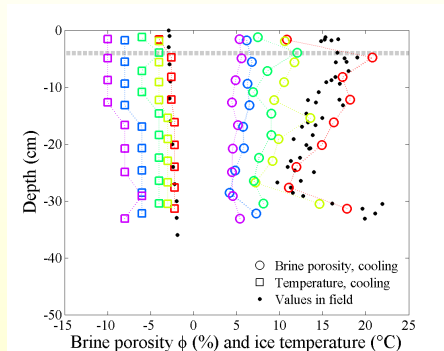 0
-10
-20
-30
-40
-50
Depth (cm)
Brine porosity, cooling
Temperature, cooling
Values in field
-15 -10 -5 0 5 10 15 20 25
Brine porosity ϕ (%) and ice temperature (°C)